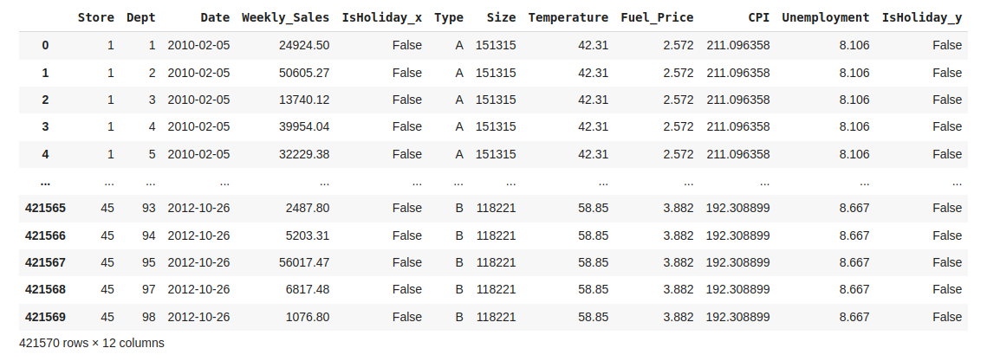 Store Dept Date Weekly_Sales IsHoliday_x Type Size Temperature Fuel_Price CPI Unemployment IsHoliday_y
0 1 1 2010-02-05 24924.50 False A 151315 42.31 2.572 211.096358 8.106 False
1 1 2 2010-02-05 50605.27 False A 151315 42.31 2.572 211.096358 8.106 False
2 1 3 2010-02-05 13740.12 False A 151315 42.31 2.572 211.096358 8.106 False
3 1 4 2010-02-05 39954.04 False A 151315 42.31 2.572 211.096358 8.106 False
4 1 5 2010-02-05 32229.38 False A 151315 42.31 2.572 211.096358 8.106 False
... ... ... ... ... ... ... ... ... ... ... ... ...
421565 45 93 2012-10-26 2487.80 False B 118221 58.85 3.882 192.308899 8.667 False
421566 45 94 2012-10-26 5203.31 False B 118221 58.85 3.882 192.308899 8.667 False
421567 45 95 2012-10-26 56017.47 False B 118221 58.85 3.882 192.308899 8.667 False
421568 45 97 2012-10-26 6817.48 False B 118221 58.85 3.882 192.308899 8.667 False
421569 45 98 2012-10-26 1076.80 False B 118221 58.85 3.882 192.308899 8.667 False
421570 rows × 12 columns